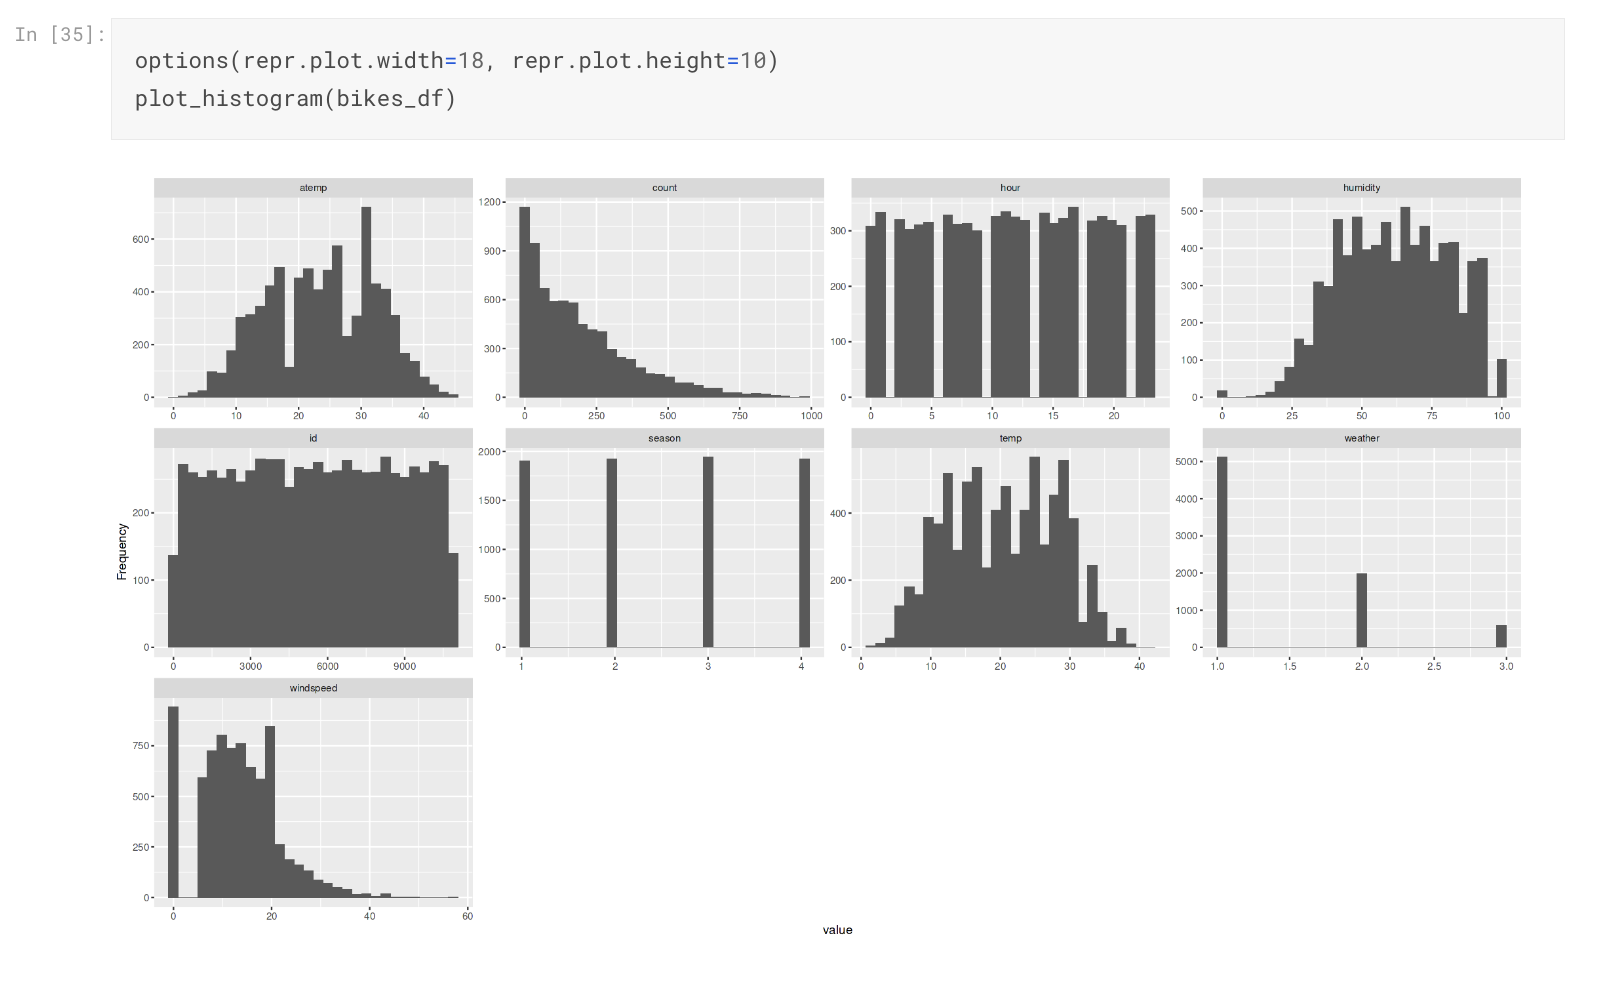 In [35]:
options(repr.plot.width=18, repr.plot.height=10)
plot_histogram(bikes_df)
atemp
600
400
200
0
0 10 20 30 40
count
1200
900
600
300
0
0 250 500 750 1000
hour
300
200
100
0
0 5 10 15 20
humidity
500
400
300
200
100
0
0 25 50 75 100
Frequency
id
200
100
0
0 3000 6000 9000
season
2000
1500
1000
500
0
1 2 3 4
temp
400
200
0
0 10 20 30 40
weather
5000
4000
3000
2000
1000
0
1.0 1.5 2.0 2.5 3.0
windspeed
750
500
250
0
0 20 40 60
value